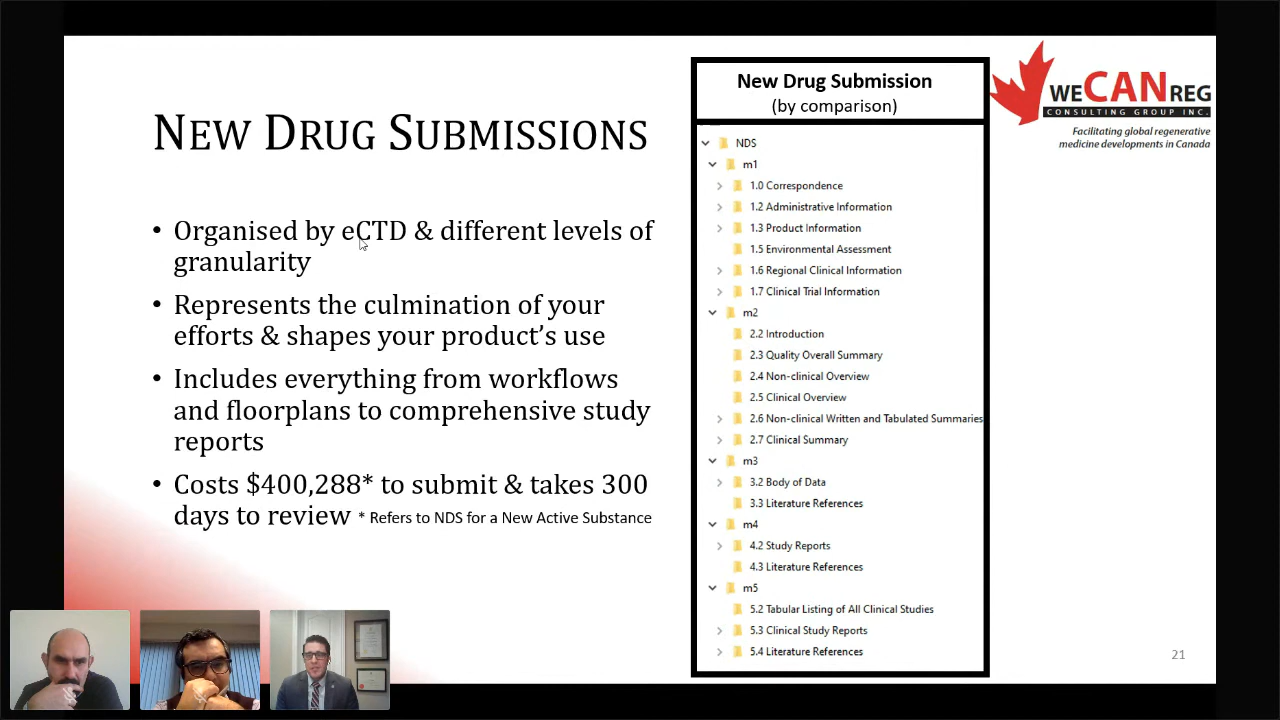 NEW DRUG SUBMISSIONS
• Organised by eCTD & different levels of
granularity
• Represents the culmination of your
efforts & shapes your product's use
• Includes everything from workflows
and floorplans to comprehensive study
reports
• Costs $400,288* to submit & takes 300
days to review * Refers to NDS for a New Active Substance
New Drug Submission
(by comparison)
NDS
m1
1.0 Correspondence
1.2 Administrative Information
1.3 Product Information
1.5 Environmental Assessment
1.6 Regional Clinical Information
1.7 Clinical Trial Information
m2
2.2 Introduction
2.3 Quality Overall Summary
2.4 Non-clinical Overview
2.5 Clinical Overview
2.6 Non-clinical Written and Tabulated Summaries
2.7 Clinical Summary
m3
3.2 Body of Data
3.3 Literature References
m4
4.2 Study Reports
4.3 Literature References
m5
5.2 Tabular Listing of All Clinical Studies
5.3 Clinical Study Reports
5.4 Literature References
WECANREG
CONSULTING GROUP INC.
Facilitating global regenerative
medicine developments in Canada
21